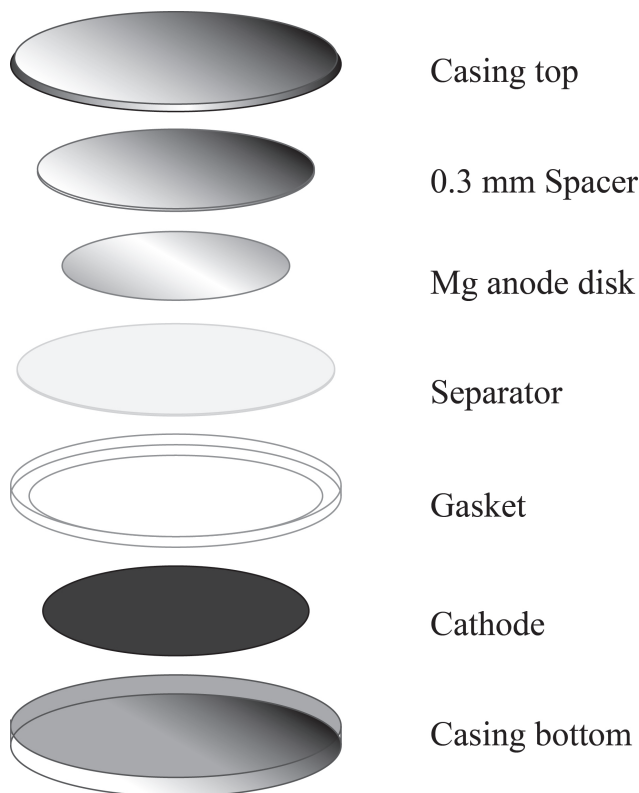 Casing top
0.3 mm Spacer
Mg anode disk
Separator
Gasket
Cathode
Casing bottom